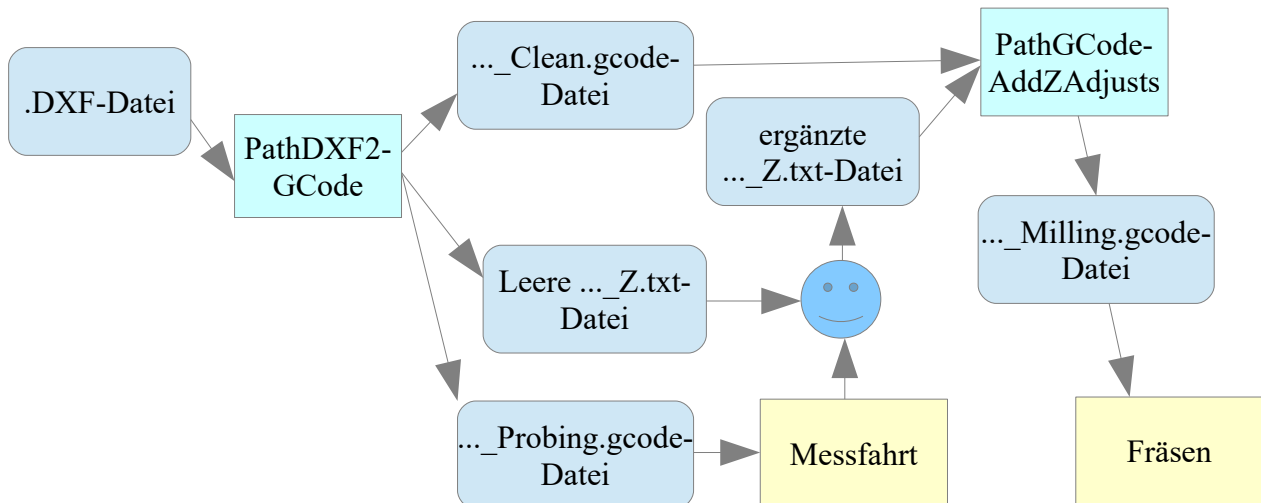 .DXF-Datei
PathDXF2-
GCode
..._Clean.gcode-
Datei
Leere ..._Z.txt-
Datei
..._Probing.gcode-
Datei
Messfahrt
ergänzte
..._Z.txt-Datei
PathGCode-
AddZAdjusts
..._Milling.gcode-
Datei
Fräsen